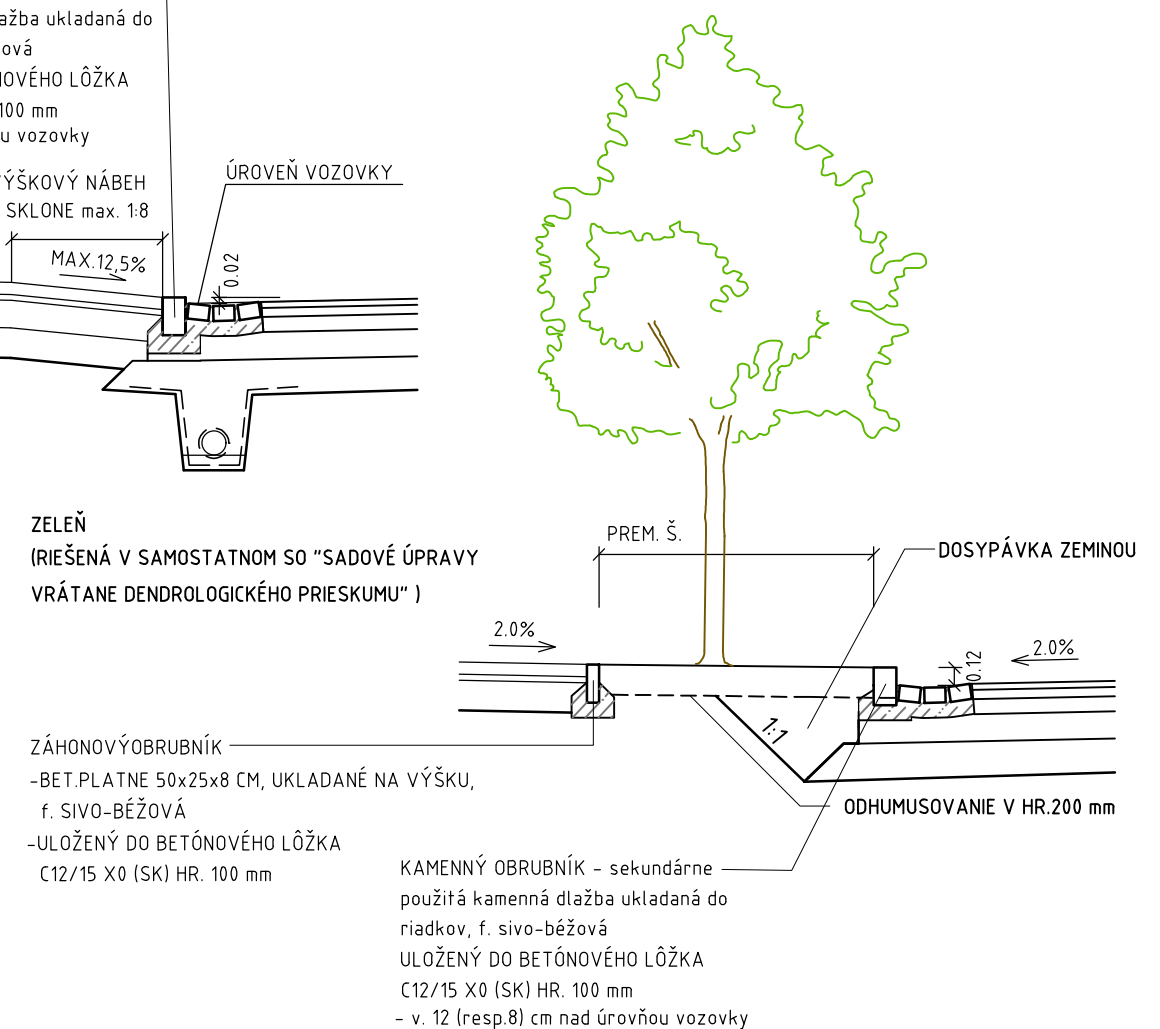 ažba ukladaná do
ová
OVÉHO LÔŽKA
100 mm
u vozovky
VÝŠKOVÝ NÁBEH
SKLONE max. 1:8
MAX.12,5%
ÚROVEŇ VOZOVKY
0.02
ZELEŇ
(RIEŠENÁ V SAMOSTATNOM SO "SADOVÉ ÚPRAVY
VRÁTANE DENDROLOGICKÉHO PRIESKUMU" )
PREM. Š.
DOSYPÁVKA ZEMINOU
2.0%
0.12
2.0%
1:1
ZÁHONOVÝOBRUBNÍK
-BET.PLATNE 50x25x8 CM, UKLADANÉ NA VÝŠKU,
f. SIVO-BÉŽOVÁ
-ULOŽENÝ DO BETÓNOVÉHO LÔŽKA
C12/15 X0 (SK) HR. 100 mm
ODHUMUSOVANIE V HR.200 mm
KAMENNÝ OBRUBNÍK - sekundárne
použitá kamenná dlažba ukladaná do
riadkov, f. sivo-béžová
ULOŽENÝ DO BETÓNOVÉHO LÔŽKA
C12/15 X0 (SK) HR. 100 mm
- v. 12 (resp.8) cm nad úrovňou vozovky